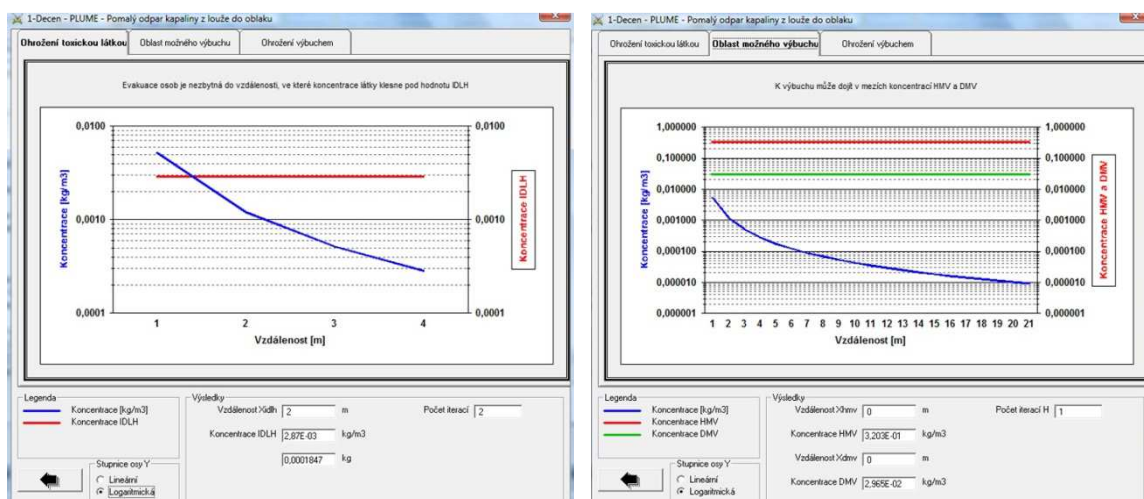 1-Decen - PLUME - Pomalý odpar kapaliny z louže do oblaku
Ohrožení toxickou látkou
Oblast možného výbuchu
Ohrožení výbuchem
Evakuace osob je nezbytná do vzdálenosti, ve které koncentrace látky klesne pod hodnotu IDLH
Koncentrace [kg/m3]
0,0100
0,0010
0,0001
0,0100
0,0010
0,0001
Koncentrace IDLH
1 2 3 4
Vzdálenost [m]
Legenda
Koncentrace [kg/m3]
Koncentrace IDLH
Stupnice osy Y
Lineární
Logaritmická
Výsledky
Vzdálenost Xidlh 2 m
Počet iterací 2
Koncentrace IDLH 2,87E-03 kg/m3
0,0001847 kg
1-Decen - PLUME - Pomalý odpar kapaliny z louže do oblaku
Ohrožení toxickou látkou
Oblast možného výbuchu
Ohrožení výbuchem
K výbuchu může dojít v mezích koncentrací HMV a DMV
Koncentrace [kg/m3]
1,000000
0,100000
0,010000
0,001000
0,000100
0,000010
0,000001
1,000000
0,100000
0,010000
0,001000
0,000100
0,000010
0,000001
Koncentrace HMV a DMV
1 2 3 4 5 6 7 8 9 10 11 12 13 14 15 16 17 18 19 20 21
Vzdálenost [m]
Legenda
Koncentrace [kg/m3]
Koncentrace HMV
Koncentrace DMV
Stupnice osy Y
Lineární
Logaritmická
Výsledky
Vzdálenost Xhmv 0 m
Počet iterací H 1
Koncentrace HMV 3,203E-01 kg/m3
Vzdálenost Xdmv 0 m
Koncentrace DMV 2,965E-02 kg/m3